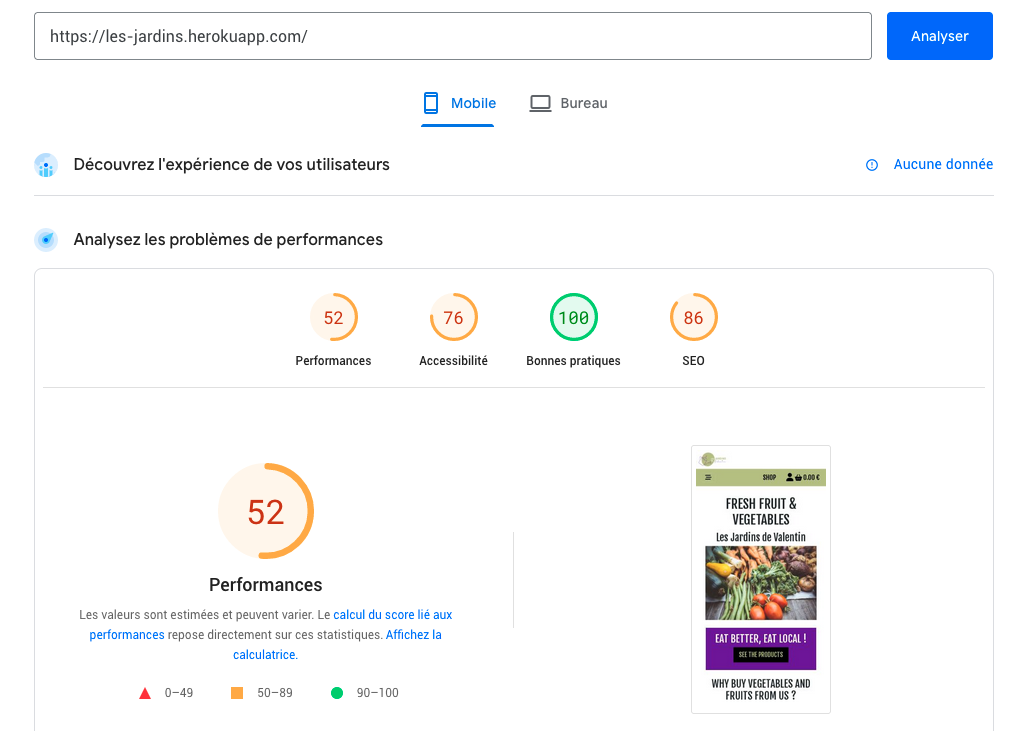 https://les-jardins.herokuapp.com/
Analyser
Mobile
Bureau
Découvrez l'expérience de vos utilisateurs
Aucune donnée
Analysez les problèmes de performances
52
76
100
86
Performances
Accessibilité
Bonnes pratiques
SEO
52
Performances
Les valeurs sont estimées et peuvent varier. Le calcul du score lié aux
performances repose directement sur ces statistiques. Affichez la
calculatrice.
0–49
50–89
90–100
SHOP
0.00 €
FRESH FRUIT &
VEGETABLES
Les Jardins de Valentin
EAT BETTER, EAT LOCAL !
SEE THE PRODUCTS
WHY BUY VEGETABLES AND
FRUITS FROM US ?